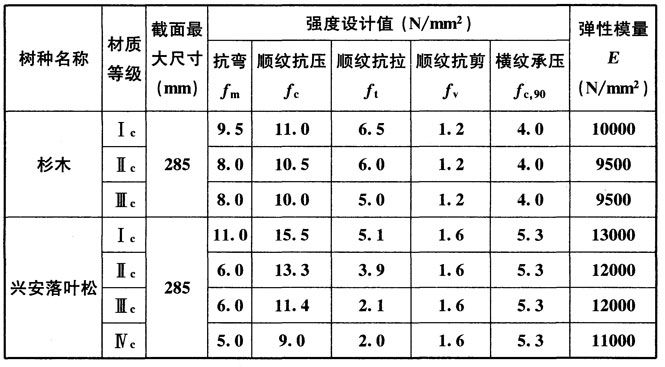 树种名称 材质等级 截面最大尺寸(mm) 强度设计值(N/mm²) 弹性模量 E (N/mm²)
抗弯 fm 顺纹抗压 fc 顺纹抗拉 ft 顺纹抗剪 fv 横纹承压 fc,90
杉木 Ⅰc 285 9.5 11.0 6.5 1.2 4.0 10000
Ⅱc 8.0 10.5 6.0 1.2 4.0 9500
Ⅲc 8.0 10.0 5.0 1.2 4.0 9500
兴安落叶松 Ⅰc 285 11.0 15.5 5.1 1.6 5.3 13000
Ⅱc 6.0 13.3 3.9 1.6 5.3 12000
Ⅲc 6.0 11.4 2.1 1.6 5.3 12000
Ⅳc 5.0 9.0 2.0 1.6 5.3 11000